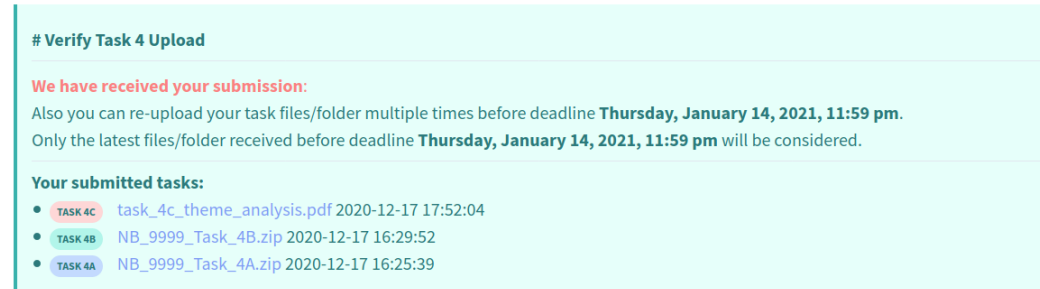 # Verify Task 4 Upload
We have received your submission:
Also you can re-upload your task files/folder multiple times before deadline Thursday, January 14, 2021, 11:59 pm.
Only the latest files/folder received before deadline Thursday, January 14, 2021, 11:59 pm will be considered.
Your submitted tasks:
• TASK 4C task_4c_theme_analysis.pdf 2020-12-17 17:52:04
• TASK 4B NB_9999_Task_4B.zip 2020-12-17 16:29:52
• TASK 4A NB_9999_Task_4A.zip 2020-12-17 16:25:39